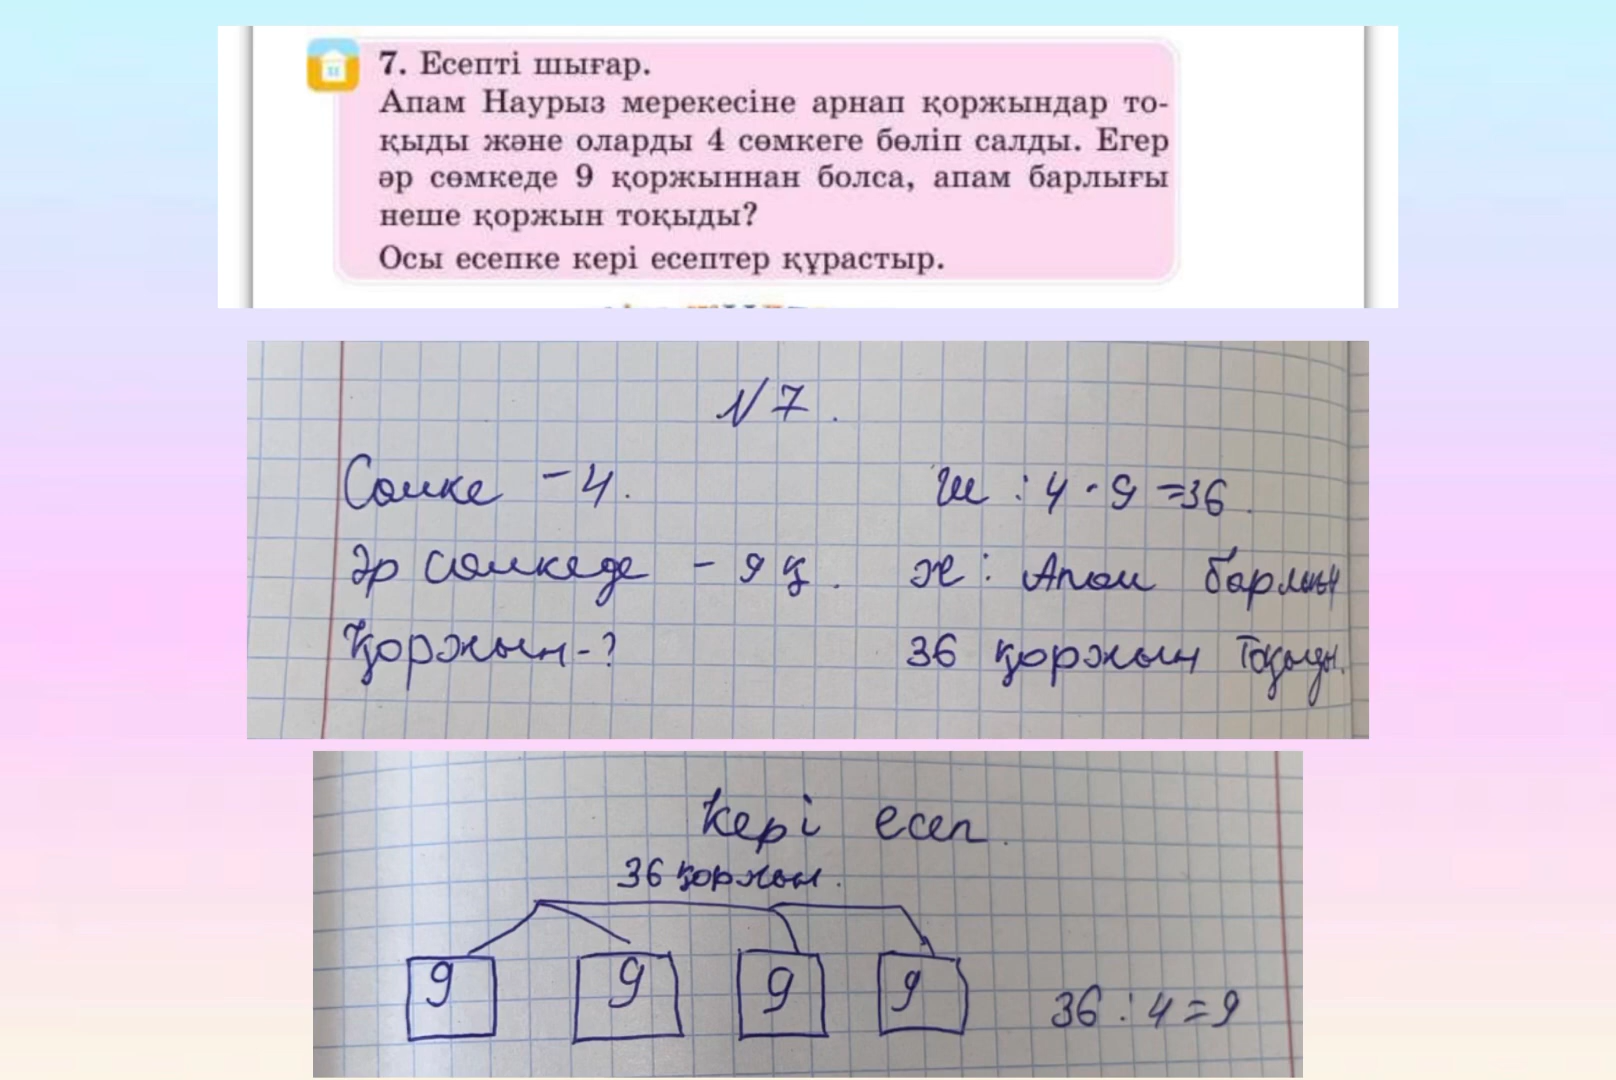 7. Есепті шығар.
Апам Наурыз мерекесіне арнап қоржындар то-
қыды және оларды 4 сөмкеге бөліп салды. Егер
әр сөмкеде 9 қоржыннан болса, апам барлығы
неше қоржын тоқыды?
Осы есепке кері есептер құрастыр.
№7.
Сөмке - 4.
Ш : 4 · 9 = 36.
Әр сөмкеде - 9 қ.
Ж : Апам барлығы
Қоржын - ?
36 қоржын тоқыды.
Кері есеп.
36 қоржын.
9 9 9 9
36 : 4 = 9